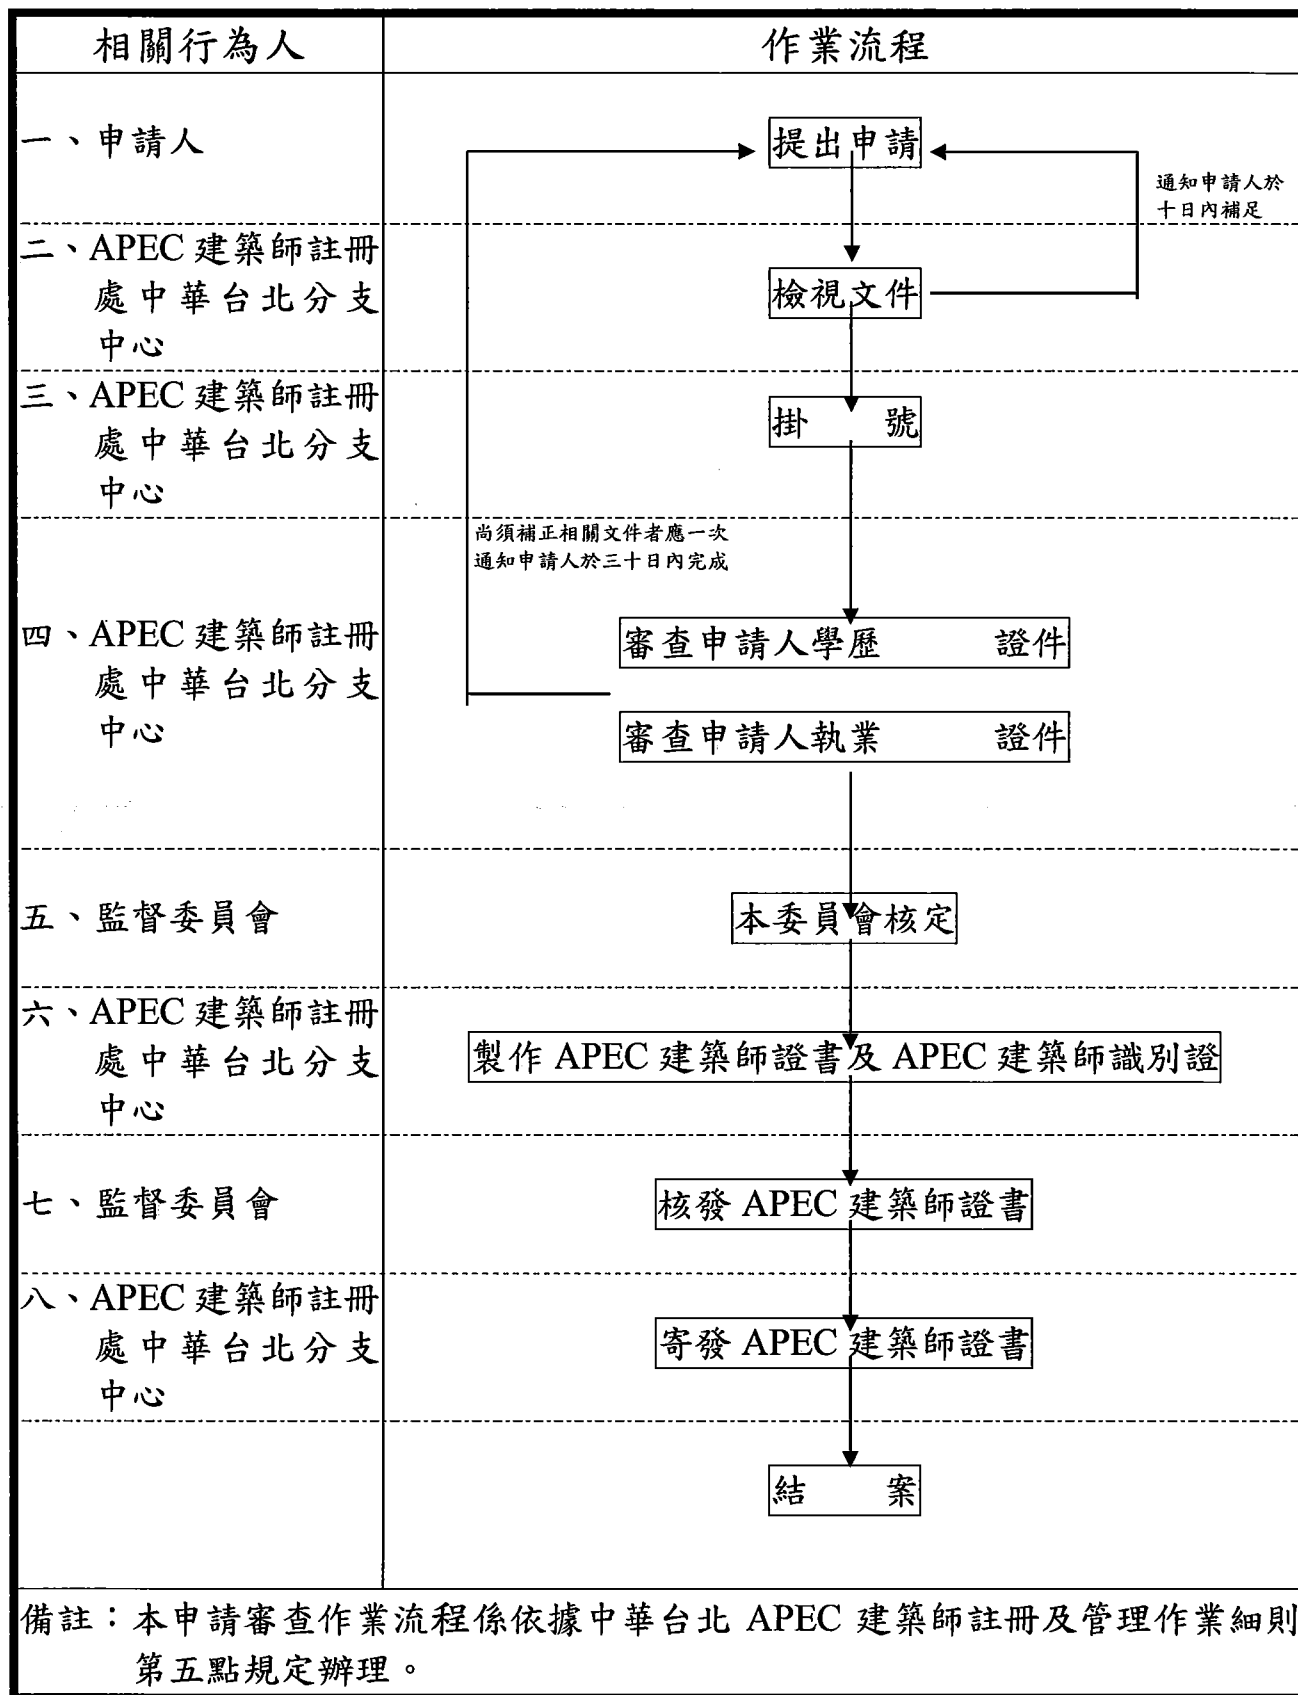 相關行為人
作業流程
一、申請人
提出申請
通知申請人於
十日內補足
二、APEC 建築師註冊
處中華台北分支
中心
檢視文件
三、APEC 建築師註冊
處中華台北分支
中心
掛 號
尚須補正相關文件者應一次
通知申請人於三十日內完成
四、APEC 建築師註冊
處中華台北分支
中心
審查申請人學歷 證件
審查申請人執業 證件
五、監督委員會
本委員會核定
六、APEC 建築師註冊
處中華台北分支
中心
製作 APEC 建築師證書及 APEC 建築師識別證
七、監督委員會
核發 APEC 建築師證書
八、APEC 建築師註冊
處中華台北分支
中心
寄發 APEC 建築師證書
結 案
備註：本申請審查作業流程係依據中華台北 APEC 建築師註冊及管理作業細則
第五點規定辦理。